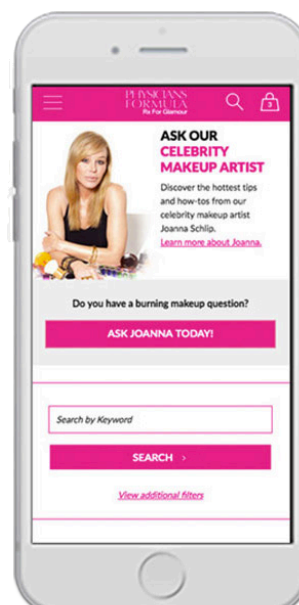 PHYSICIANS
FORMULA
Rx For Glamour
3
ASK OUR
CELEBRITY
MAKEUP ARTIST
Discover the hottest tips
and how-tos from our
celebrity makeup artist
Joanna Schlip.
Learn more about Joanna.
Do you have a burning makeup question?
ASK JOANNA TODAY!
Search by Keyword
SEARCH >
View additional filters